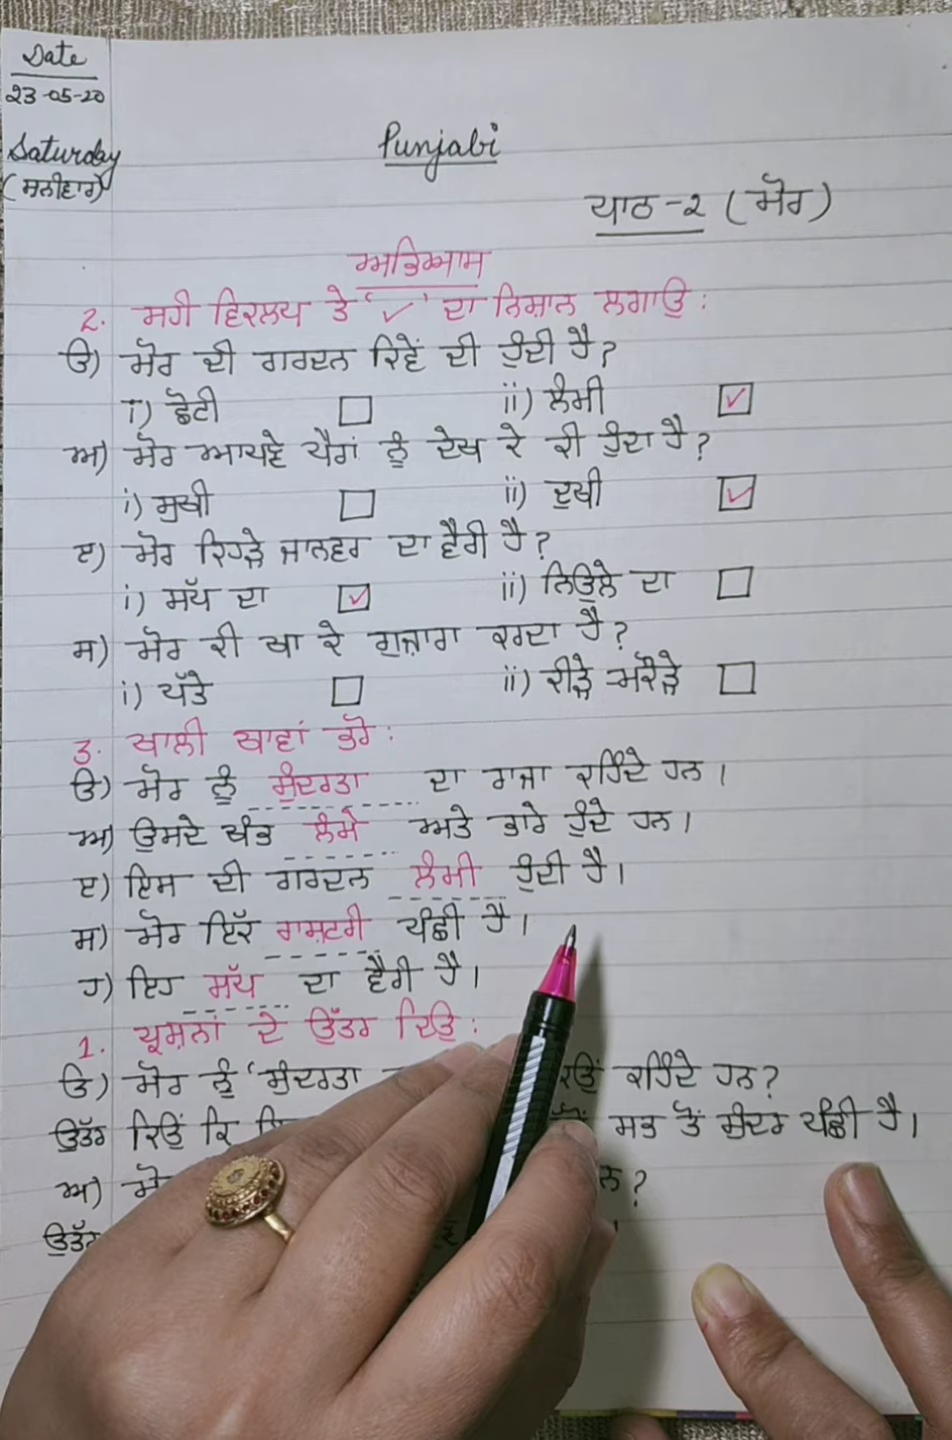 Date
23-05-20
Saturday
(ਸ਼ਨੀਵਾਰ)
Punjabi
ਪਾਠ-2 (ਮੋਰ)
ਅਭਿਆਸ
2. ਸਹੀ ਵਿਕਲਪ ਤੇ '✓' ਦਾ ਨਿਸ਼ਾਨ ਲਗਾਉ:
ੳ) ਮੋਰ ਦੀ ਗਰਦਨ ਕਿਵੇਂ ਦੀ ਹੁੰਦੀ ਹੈ?
i) ਛੋਟੀ ☐ ii) ਲੰਮੀ ☑
ਅ) ਮੋਰ ਆਪਣੇ ਪੈਰਾਂ ਨੂੰ ਦੇਖ ਕੇ ਕੀ ਹੁੰਦਾ ਹੈ?
i) ਸੁਖੀ ☐ ii) ਦੁਖੀ ☑
ੲ) ਮੋਰ ਕਿਹੜੇ ਜਾਨਵਰ ਦਾ ਵੈਰੀ ਹੈ?
i) ਸੱਪ ਦਾ ☑ ii) ਨਿਉਲੇ ਦਾ ☐
ਸ) ਮੋਰ ਕੀ ਖਾ ਕੇ ਗੁਜ਼ਾਰਾ ਕਰਦਾ ਹੈ?
i) ਪੱਤੇ ☐ ii) ਕੀੜੇ-ਮਕੌੜੇ ☐
3. ਖਾਲੀ ਥਾਵਾਂ ਭਰੋ:
ੳ) ਮੋਰ ਨੂੰ ਸੁੰਦਰਤਾ ਦਾ ਰਾਜਾ ਕਹਿੰਦੇ ਹਨ।
ਅ) ਉਸਦੇ ਖੰਭ ਲੰਮੇ ਅਤੇ ਭਾਰੇ ਹੁੰਦੇ ਹਨ।
ੲ) ਇਸ ਦੀ ਗਰਦਨ ਲੰਮੀ ਹੁੰਦੀ ਹੈ।
ਸ) ਮੋਰ ਇੱਕ ਰਾਸ਼ਟਰੀ ਪੰਛੀ ਹੈ।
ਹ) ਇਹ ਸੱਪ ਦਾ ਵੈਰੀ ਹੈ।
1. ਪ੍ਰਸ਼ਨਾਂ ਦੇ ਉੱਤਰ ਦਿਉ:
ੳ) ਮੋਰ ਨੂੰ 'ਸੁੰਦਰਤਾ ਕਹਿੰਦੇ ਹਨ?
ਉੱਤਰ ਕਿਉਂ ਕਿ ਸਭ ਤੋਂ ਸੁੰਦਰ ਪੰਛੀ ਹੈ।
ਅ)